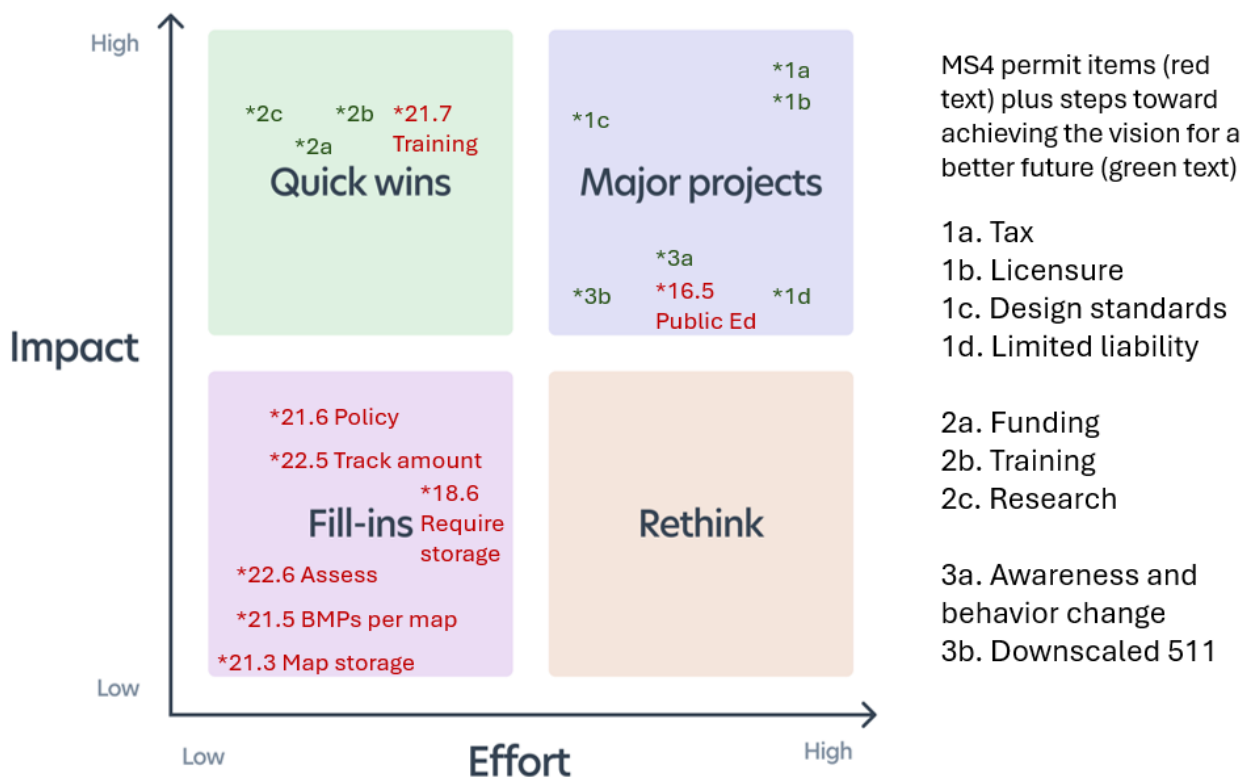 High
*1a
*1b
*2c
*2b
*21.7
Training
*1c
*2a
Quick wins
Major projects
*3a
*3b
*16.5
Public Ed
*1d
Impact
*21.6 Policy
*22.5 Track amount
*18.6
Require
storage
Fill-ins
Rethink
*22.6 Assess
*21.5 BMPs per map
*21.3 Map storage
Low
Low
Effort
High
MS4 permit items (red
text) plus steps toward
achieving the vision for a
better future (green text)
1a. Tax
1b. Licensure
1c. Design standards
1d. Limited liability
2a. Funding
2b. Training
2c. Research
3a. Awareness and
behavior change
3b. Downscaled 511